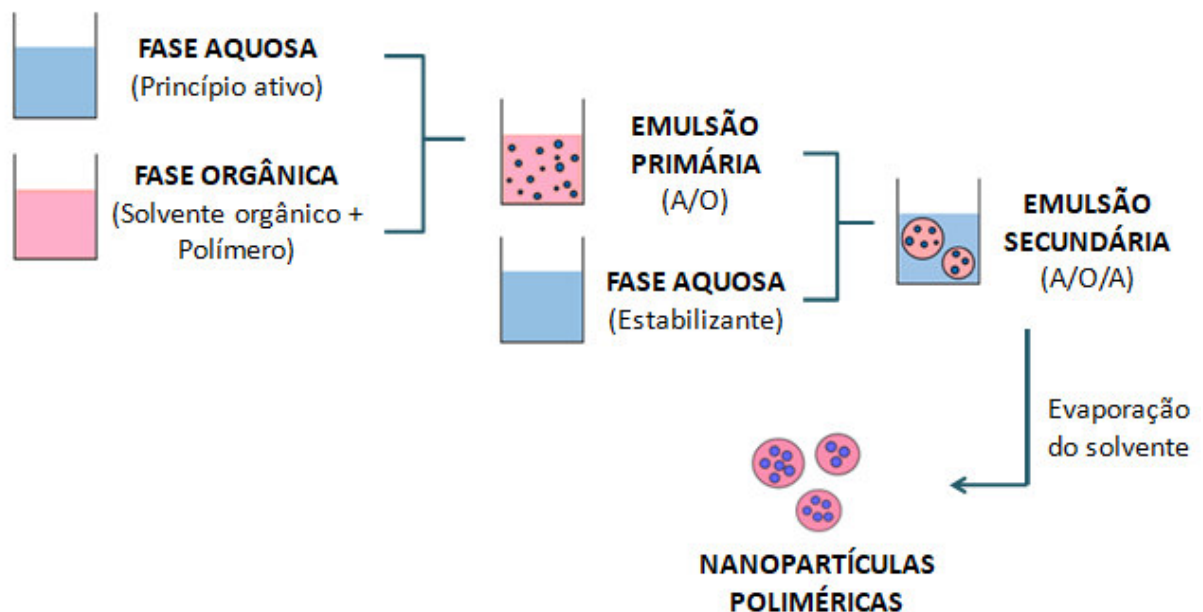 FASE AQUOSA
(Princípio ativo)
FASE ORGÂNICA
(Solvente orgânico +
Polímero)
EMULSÃO
PRIMÁRIA
(A/O)
FASE AQUOSA
(Estabilizante)
EMULSÃO
SECUNDÁRIA
(A/O/A)
Evaporação
do solvente
NANOPARTÍCULAS
POLIMÉRICAS